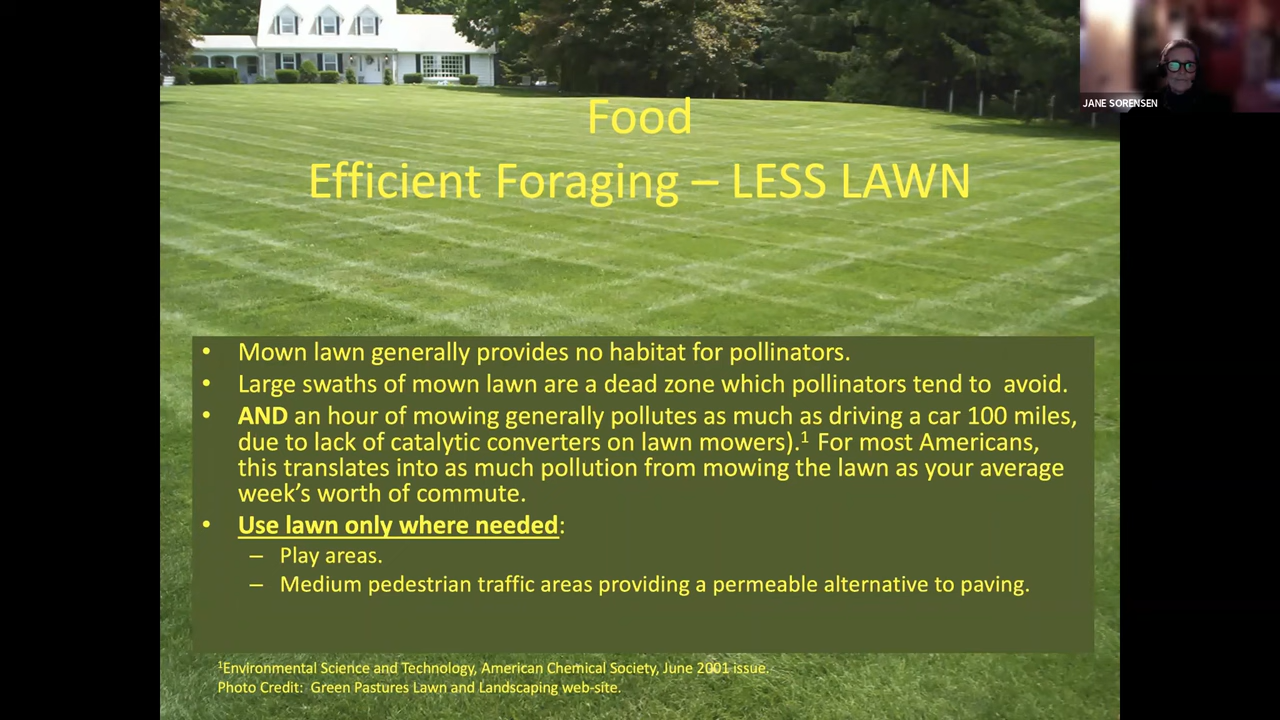 JANE SORENSEN
Food
Efficient Foraging – LESS LAWN
• Mown lawn generally provides no habitat for pollinators.
• Large swaths of mown lawn are a dead zone which pollinators tend to avoid.
• AND an hour of mowing generally pollutes as much as driving a car 100 miles,
due to lack of catalytic converters on lawn mowers).¹ For most Americans,
this translates into as much pollution from mowing the lawn as your average
week's worth of commute.
• Use lawn only where needed:
– Play areas.
– Medium pedestrian traffic areas providing a permeable alternative to paving.
¹Environmental Science and Technology, American Chemical Society, June 2001 issue.
Photo Credit: Green Pastures Lawn and Landscaping web-site.